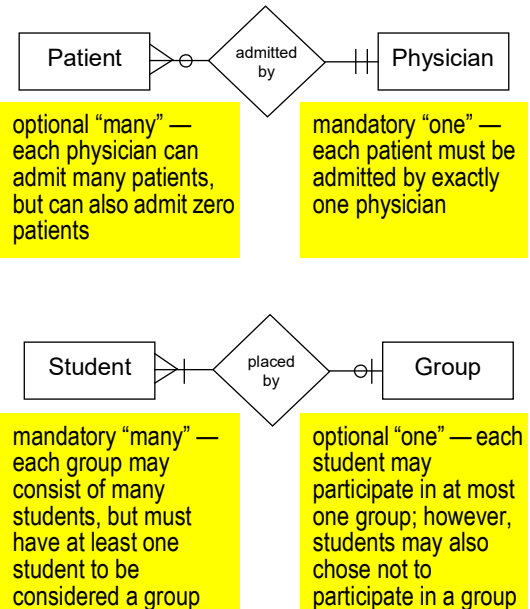 Patient
admitted
by
Physician
optional “many” —
each physician can
admit many patients,
but can also admit zero
patients
mandatory “one” —
each patient must be
admitted by exactly
one physician
Student
placed
by
Group
mandatory “many” —
each group may
consist of many
students, but must
have at least one
student to be
considered a group
optional “one” — each
student may
participate in at most
one group; however,
students may also
chose not to
participate in a group